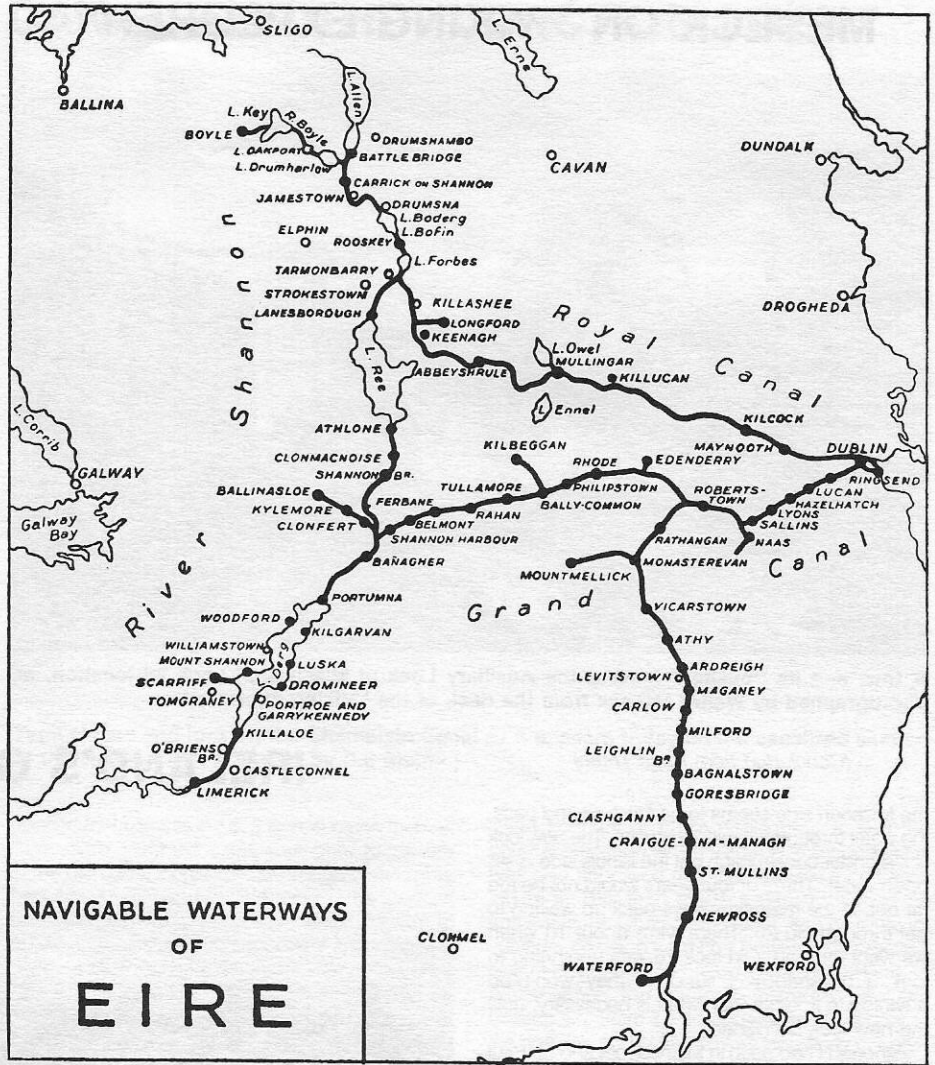 SLIGO
L. Erne
BALLINA
L. Allen
L. Key
R. Boyle
BOYLE
DRUMSHAMBO
L. OAKPORT
BATTLEBRIDGE
L. Drumharlow
CAVAN
DUNDALK
CARRICK ON SHANNON
JAMESTOWN
DRUMSNA
L. Boderg
ELPHIN
ROOSKEY
L. Bofin
L. Forbes
TARMONBARRY
STROKESTOWN
KILLASHEE
DROGHEDA
LANESBOROUGH
LONGFORD
KEENAGH
Royal Canal
L. Owel
MULLINGAR
L. Ree
ABBEYSHRULE
KILLUCAN
L. Ennel
River Shannon
L. Corrib
KILCOCK
ATHLONE
MAYNOOTH
DUBLIN
CLONMACNOISE
KILBEGGAN
EDENDERRY
RINGSEND
GALWAY
SHANNON BR.
RHODE
LUCAN
BALLINASLOE
TULLAMORE
PHILIPSTOWN
ROBERTS-
TOWN
HAZELHATCH
KYLEMORE
FERBANE
BALLY-COMMON
LYONS
Galway
Bay
CLONFERT
BELMONT
RAHAN
SALLINS
SHANNON HARBOUR
RATHANGAN
NAAS
BAÑAGHER
MOUNTMELLICK
MONASTEREVAN
Grand Canal
PORTUMNA
WOODFORD
VICARSTOWN
KILGARVAN
WILLIAMSTOWN
ATHY
MOUNT SHANNON
L. Derg
LUSKA
ARDREIGH
SCARRIFF
DROMINEER
LEVITSTOWN
MAGANEY
TOMGRANEY
PORTROE AND
GARRYKENNEDY
CARLOW
KILLALOE
MILFORD
O'BRIENS
BR.
LEIGHLIN
BR.
CASTLECONNEL
BAGNALSTOWN
LIMERICK
GORESBRIDGE
CLASHGANNY
CRAIGUE-NA-MANAGH
ST. MULLINS
NEWROSS
CLONMEL
WATERFORD
WEXFORD
NAVIGABLE WATERWAYS
OF
EIRE